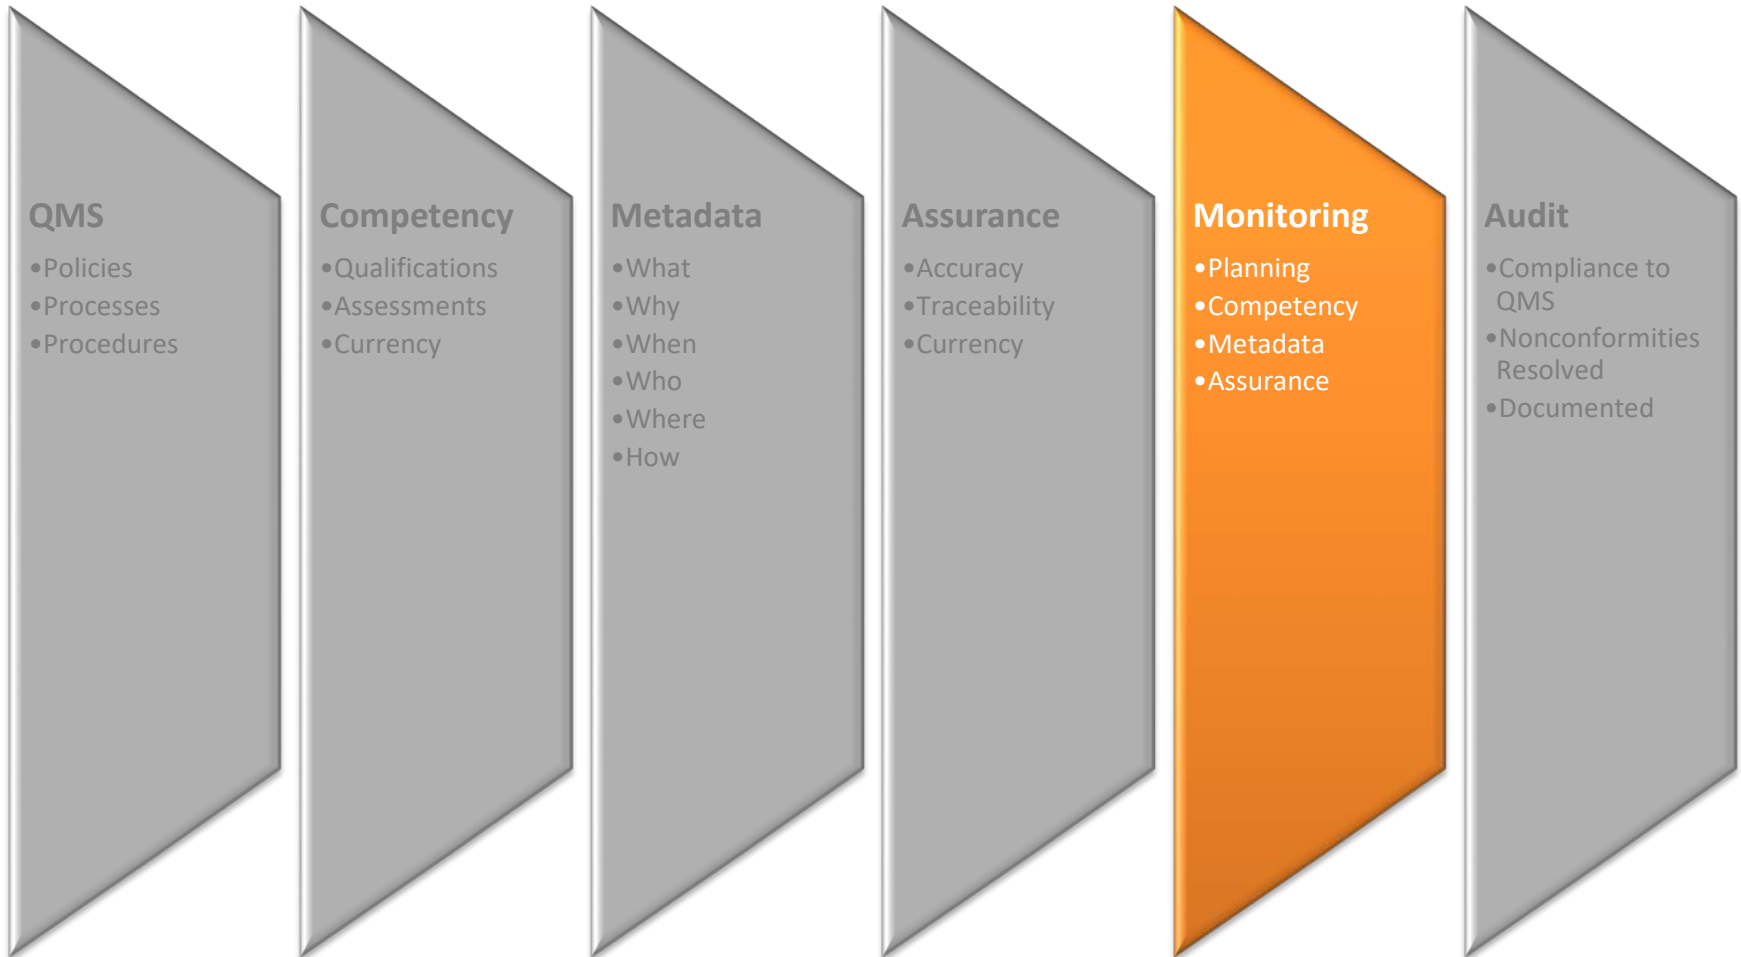 QMS
•Policies
•Processes
•Procedures
Competency
•Qualifications
•Assessments
•Currency
Metadata
•What
•Why
•When
•Who
•Where
•How
Assurance
•Accuracy
•Traceability
•Currency
Monitoring
•Planning
•Competency
•Metadata
•Assurance
Audit
•Compliance to
QMS
•Nonconformities
Resolved
•Documented